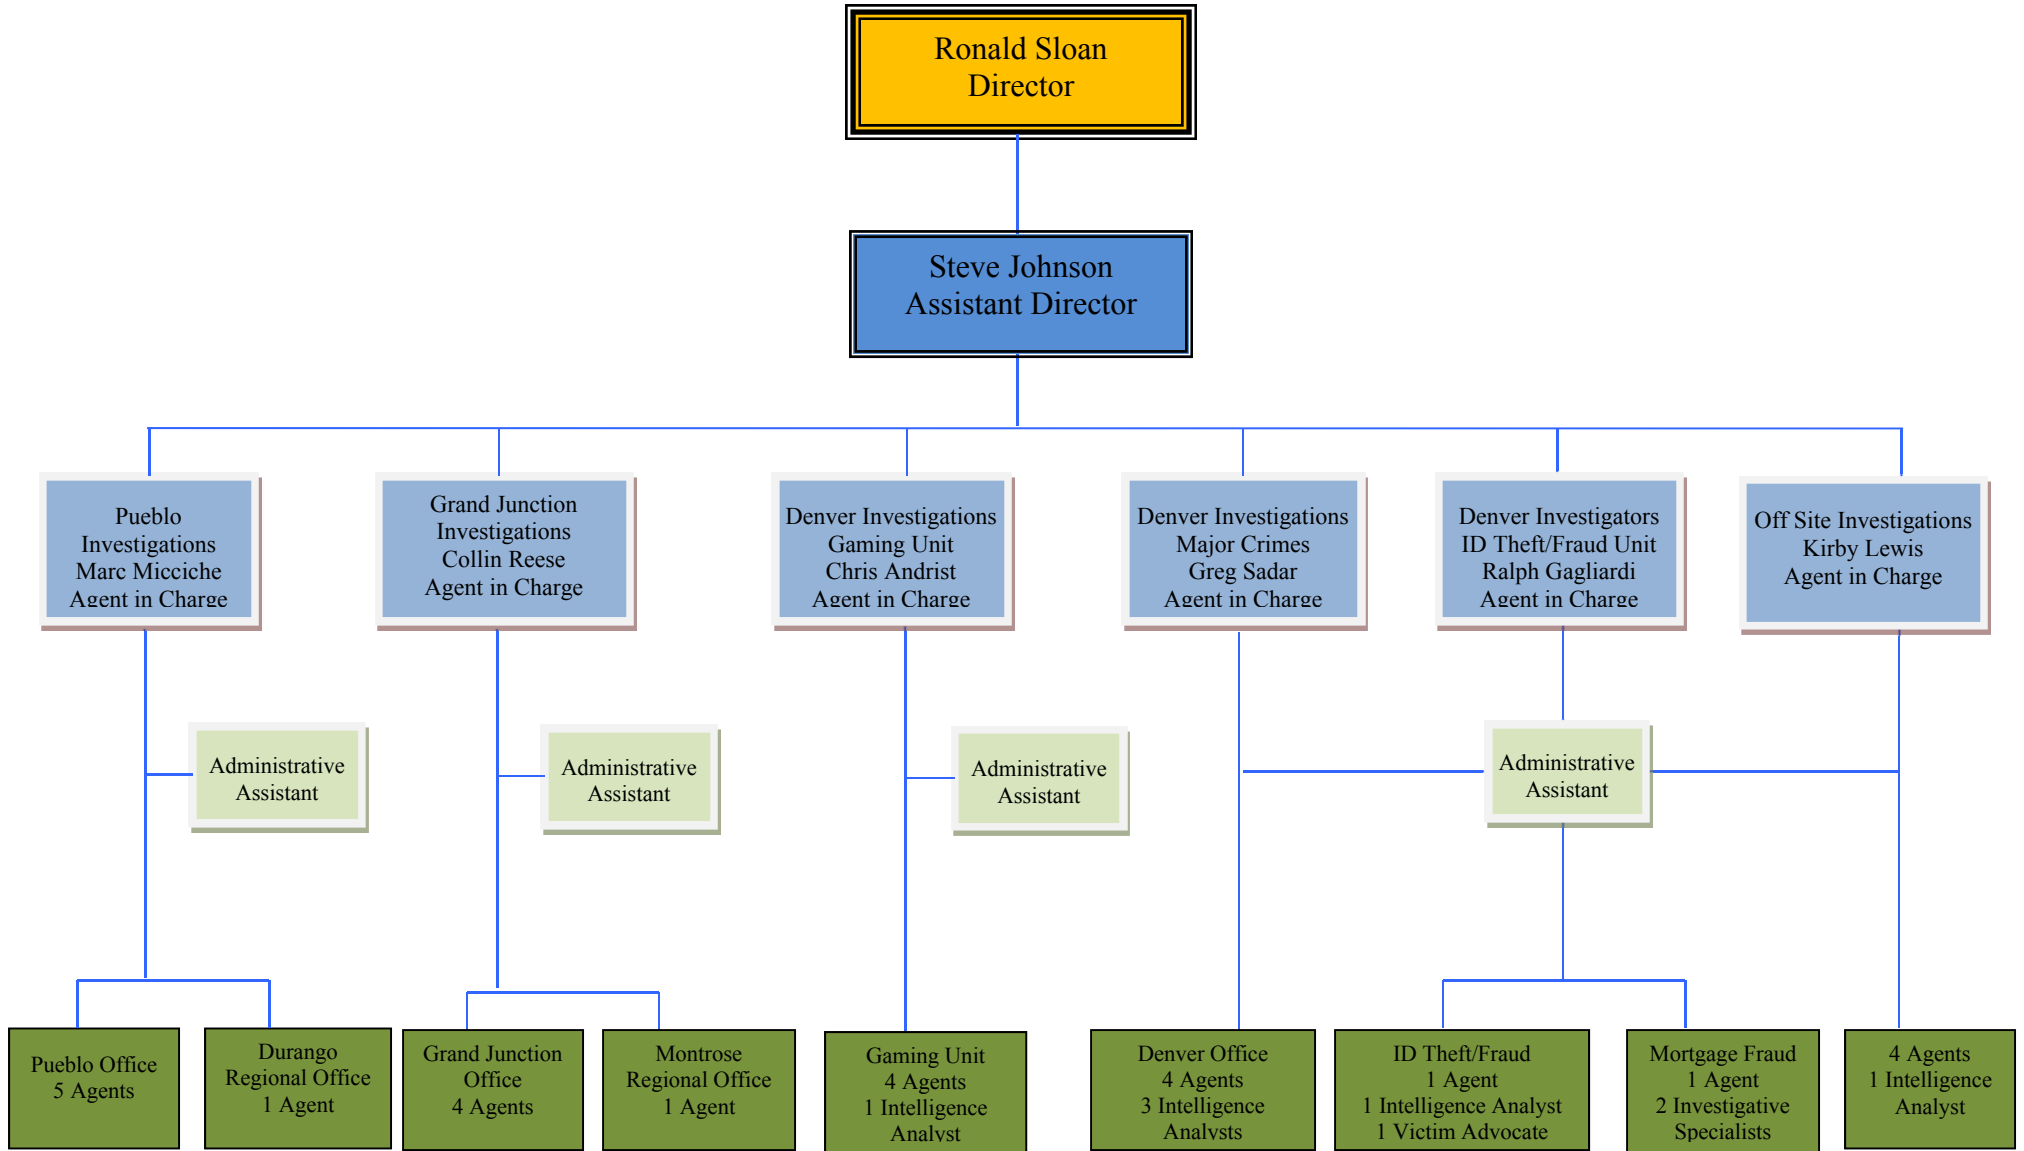 Ronald Sloan
Director
Steve Johnson
Assistant Director
Pueblo
Investigations
Marc Micciche
Agent in Charge
Grand Junction
Investigations
Collin Reese
Agent in Charge
Denver Investigations
Gaming Unit
Chris Andrist
Agent in Charge
Denver Investigations
Major Crimes
Greg Sadar
Agent in Charge
Denver Investigators
ID Theft/Fraud Unit
Ralph Gagliardi
Agent in Charge
Off Site Investigations
Kirby Lewis
Agent in Charge
Administrative
Assistant
Administrative
Assistant
Administrative
Assistant
Administrative
Assistant
Pueblo Office
5 Agents
Durango
Regional Office
1 Agent
Grand Junction
Office
4 Agents
Montrose
Regional Office
1 Agent
Gaming Unit
4 Agents
1 Intelligence
Analyst
Denver Office
4 Agents
3 Intelligence
Analysts
ID Theft/Fraud
1 Agent
1 Intelligence Analyst
1 Victim Advocate
Mortgage Fraud
1 Agent
2 Investigative
Specialists
4 Agents
1 Intelligence
Analyst